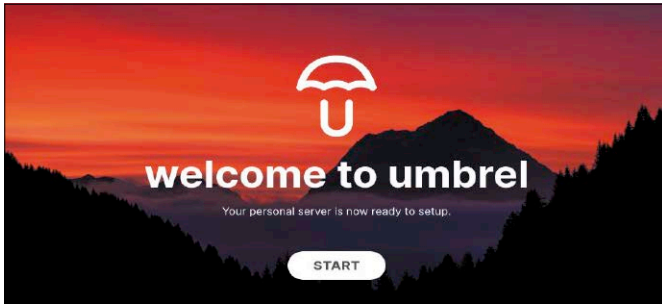 welcome to umbrel
Your personal server is now ready to setup.
START